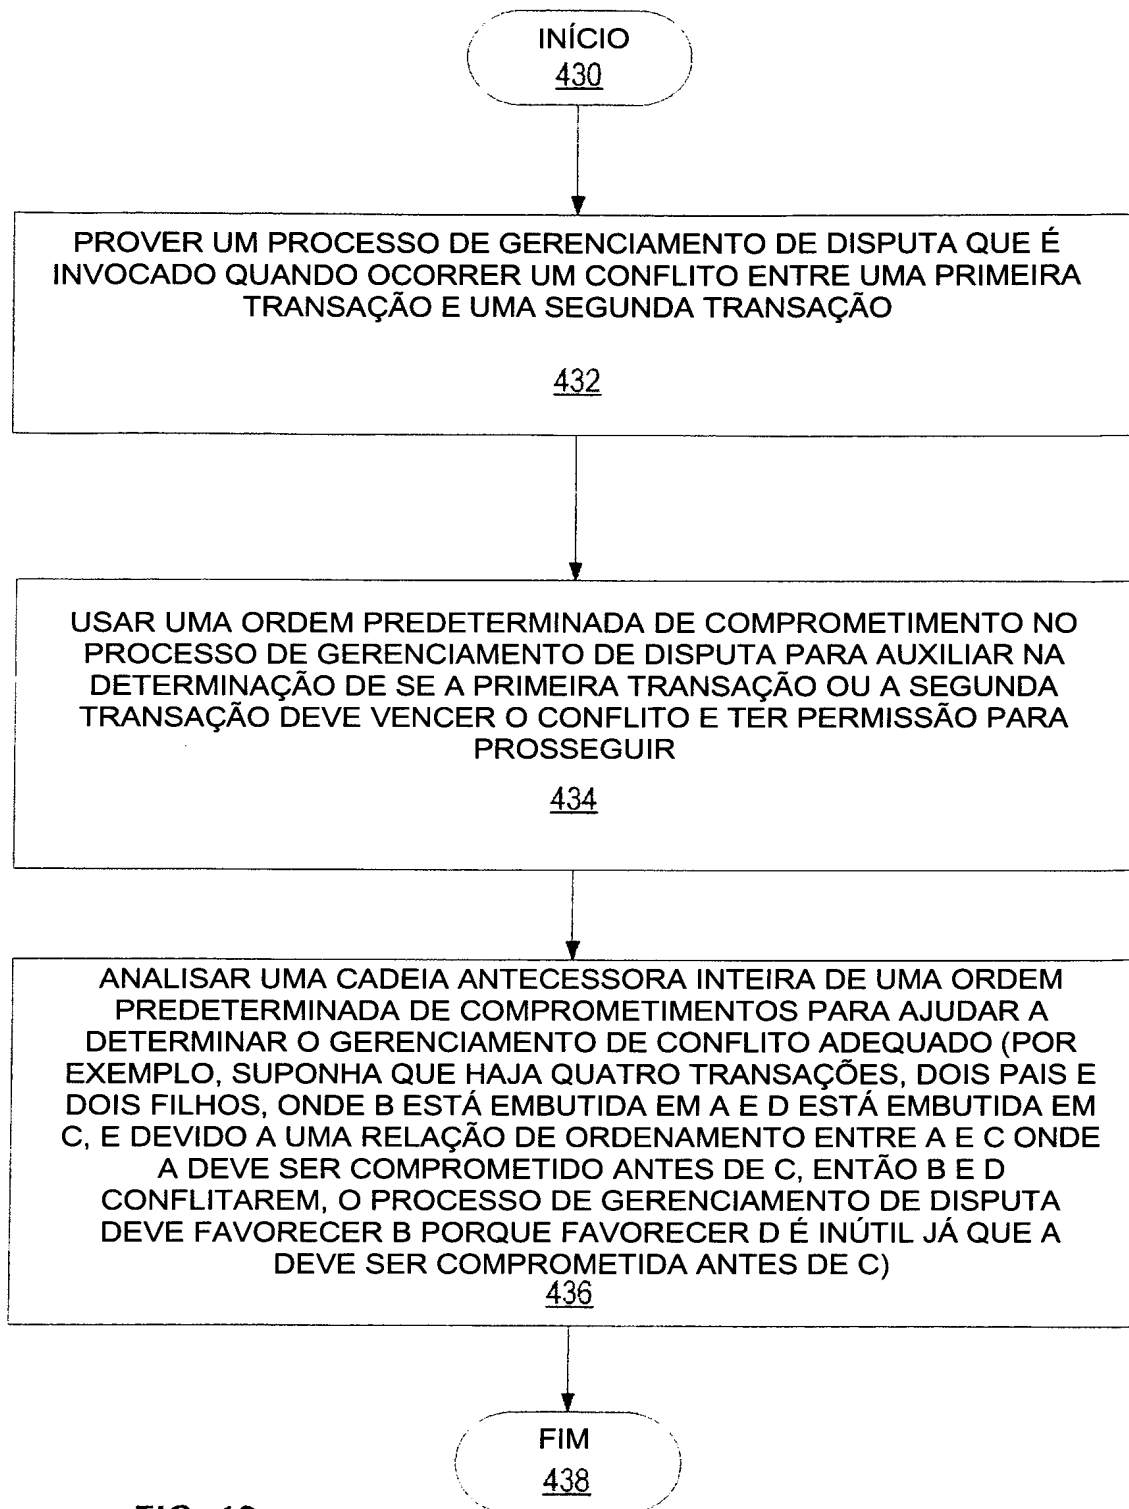 INÍCIO
430
PROVER UM PROCESSO DE GERENCIAMENTO DE DISPUTA QUE É
INVOCADO QUANDO OCORRER UM CONFLITO ENTRE UMA PRIMEIRA
TRANSAÇÃO E UMA SEGUNDA TRANSAÇÃO
432
USAR UMA ORDEM PREDETERMINADA DE COMPROMETIMENTO NO
PROCESSO DE GERENCIAMENTO DE DISPUTA PARA AUXILIAR NA
DETERMINAÇÃO DE SE A PRIMEIRA TRANSAÇÃO OU A SEGUNDA
TRANSAÇÃO DEVE VENCER O CONFLITO E TER PERMISSÃO PARA
PROSSEGUIR
434
ANALISAR UMA CADEIA ANTECESSORA INTEIRA DE UMA ORDEM
PREDETERMINADA DE COMPROMETIMENTOS PARA AJUDAR A
DETERMINAR O GERENCIAMENTO DE CONFLITO ADEQUADO (POR
EXEMPLO, SUPONHA QUE HAJA QUATRO TRANSAÇÕES, DOIS PAIS E
DOIS FILHOS, ONDE B ESTÁ EMBUTIDA EM A E D ESTÁ EMBUTIDA EM
C, E DEVIDO A UMA RELAÇÃO DE ORDENAMENTO ENTRE A E C ONDE
A DEVE SER COMPROMETIDO ANTES DE C, ENTÃO B E D
CONFLITAREM, O PROCESSO DE GERENCIAMENTO DE DISPUTA
DEVE FAVORECER B PORQUE FAVORECER D É INÚTIL JÁ QUE A
DEVE SER COMPROMETIDA ANTES DE C)
436
FIM
438